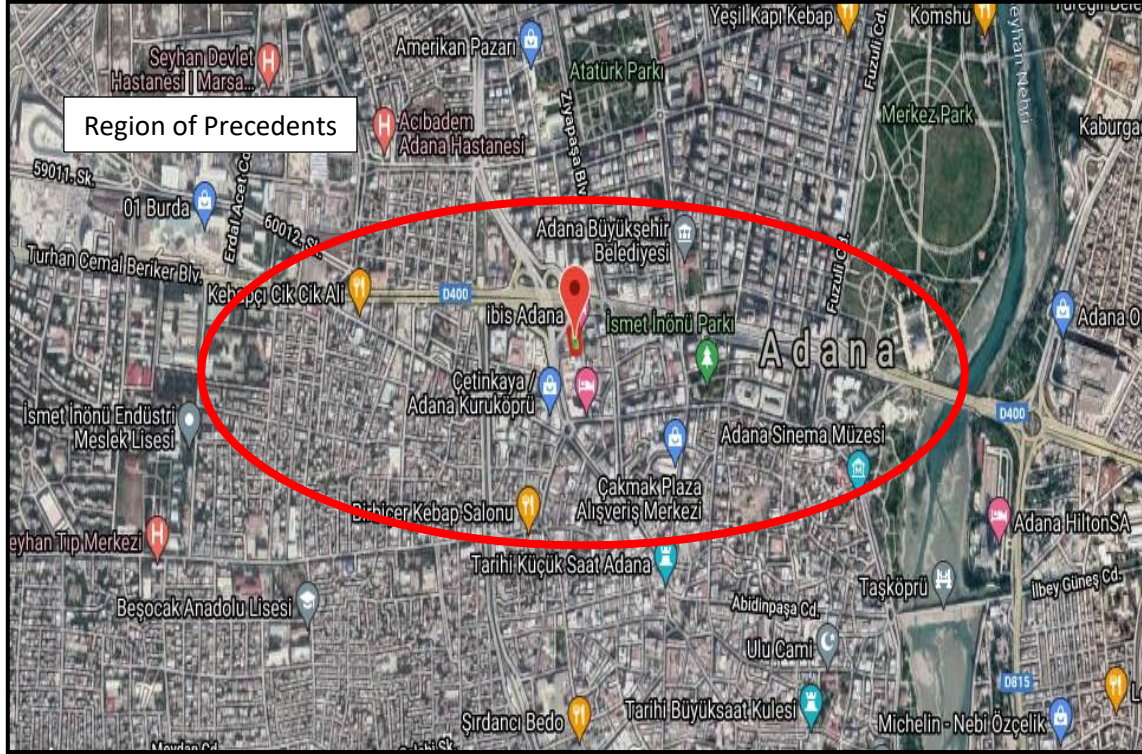 Yeşil Kapı Kebap
Komshu
Seyhan Devlet
Hastanesi | Marsa...
Amerikan Pazarı
Atatürk Parkı
Fuzuli Cd.
Seyhan Nehri
Region of Precedents
Acıbadem
Adana Hastanesi
Ziyapaşa Blv.
Merkez Park
59011. Sk.
01 Burda
Erdal Acet Cd.
60012. Sk.
Adana Büyükşehir
Belediyesi
Fuzuli Cd.
Turhan Cemal Beriker Blv.
Kebapçı Cik Cik Ali
D400
ibis Adana
İsmet İnönü Parkı
Adana
Çetinkaya /
Adana Kuruköprü
D400
İsmet İnönü Endüstri
Meslek Lisesi
Adana Sinema Müzesi
Çakmak Plaza
Alışveriş Merkezi
Birbiçer Kebap Salonu
Adana HiltonSA
eyhan Tıp Merkezi
Tarihi Küçük Saat Adana
Taşköprü
İlbey Güneş Cd.
Beşocak Anadolu Lisesi
Abidinpaşa Cd.
Ulu Cami
D815
Şırdancı Bedo
Tarihi Büyüksaat Kulesi
Michelin - Nebi Özçelik